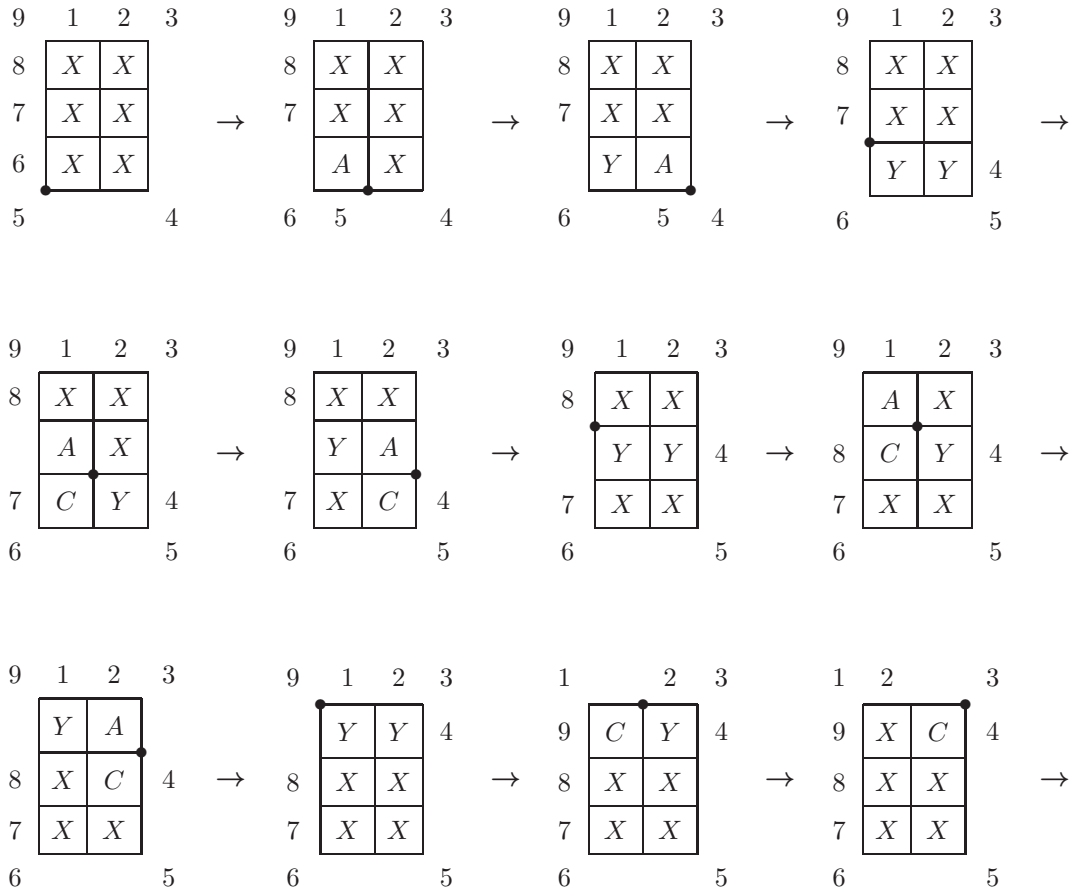 9 1 2 3 9 1 2 3 9 1 2 3 9 1 2 3
8 X X 8 X X 8 X X 8 X X
7 X X → 7 X X → 7 X X → 7 X X →
6 X X A X Y A Y Y 4
5 4 6 5 4 6 5 4 6 5
9 1 2 3 9 1 2 3 9 1 2 3 9 1 2 3
8 X X 8 X X 8 X X A X
A X → Y A → Y Y 4 → 8 C Y 4 →
7 C Y 4 7 X C 4 7 X X 7 X X
6 5 6 5 6 5 6 5
9 1 2 3 9 1 2 3 1 2 3 1 2 3
Y A Y Y 4 9 C Y 4 9 X C 4
8 X C 4 → 8 X X → 8 X X → 8 X X →
7 X X 7 X X 7 X X 7 X X
6 5 6 5 6 5 6 5